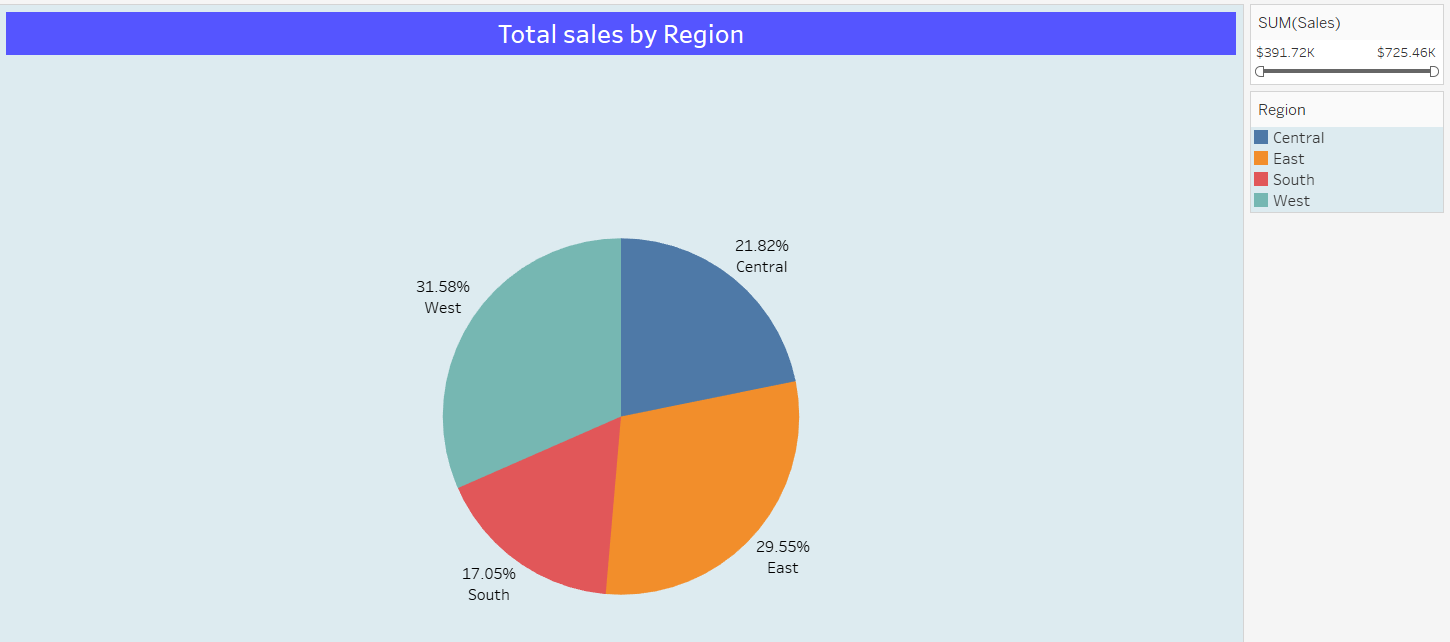 Total sales by Region
21.82%
Central
31.58%
West
29.55%
East
17.05%
South
SUM(Sales)
$391.72K $725.46K
Region
Central
East
South
West